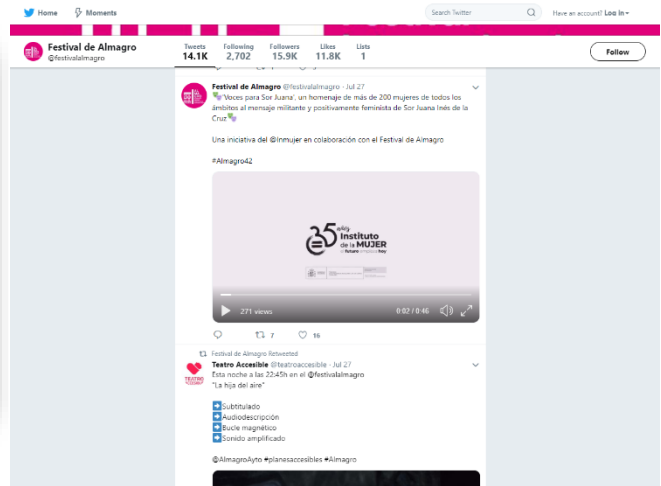 Home Moments Search Twitter Have an account? Log in
Festival de Almagro
@festivalalmagro
Tweets Following Followers Likes Lists
14.1K 2,702 15.9K 11.8K 1
Follow
Festival de Almagro @festivalalmagro · Jul 27
'Voces para Sor Juana', un homenaje de más de 200 mujeres de todos los
ámbitos al mensaje militante y positivamente feminista de Sor Juana Inés de la
Cruz
Una iniciativa del @Inmujer en colaboración con el Festival de Almagro
#Almagro42
35 años
Instituto
de la MUJER
el futuro empieza hoy
271 views 0:02 / 0:46
7 16
Festival de Almagro Retweeted
Teatro Accesible @teatroaccesible · Jul 27
Esta noche a las 22:45h en el @festivalalmagro
"La hija del aire"
TEATRO
Subtitulado
Audiodescripción
Bucle magnético
Sonido amplificado
@AlmagroAyto #planesaccesibles #Almagro